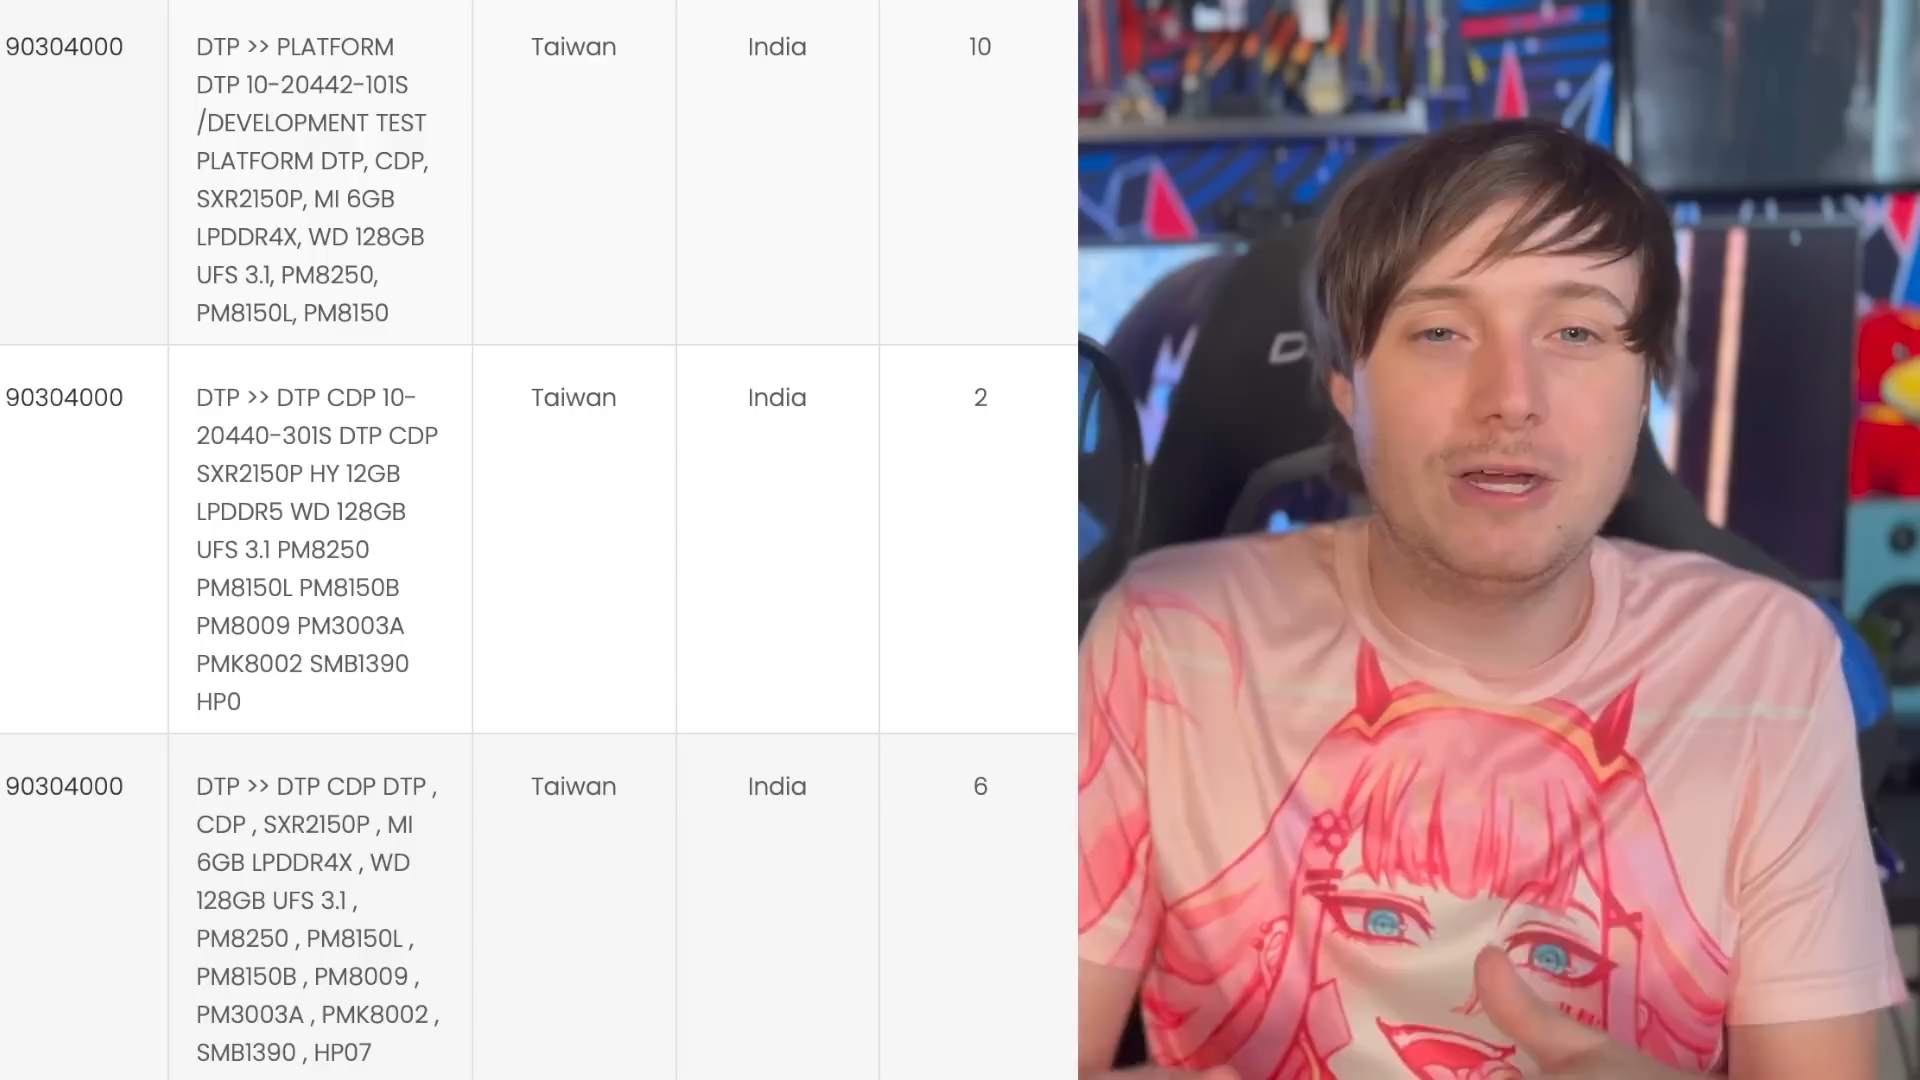 90304000
DTP >> PLATFORM
DTP 10-20442-101S
/DEVELOPMENT TEST
PLATFORM DTP, CDP,
SXR2150P, MI 6GB
LPDDR4X, WD 128GB
UFS 3.1, PM8250,
PM8150L, PM8150
Taiwan
India
10
90304000
DTP >> DTP CDP 10-
20440-301S DTP CDP
SXR2150P HY 12GB
LPDDR5 WD 128GB
UFS 3.1 PM8250
PM8150L PM8150B
PM8009 PM3003A
PMK8002 SMB1390
HP0
Taiwan
India
2
90304000
DTP >> DTP CDP DTP ,
CDP , SXR2150P , MI
6GB LPDDR4X , WD
128GB UFS 3.1 ,
PM8250 , PM8150L ,
PM8150B , PM8009 ,
PM3003A , PMK8002 ,
SMB1390 , HP07
Taiwan
India
6